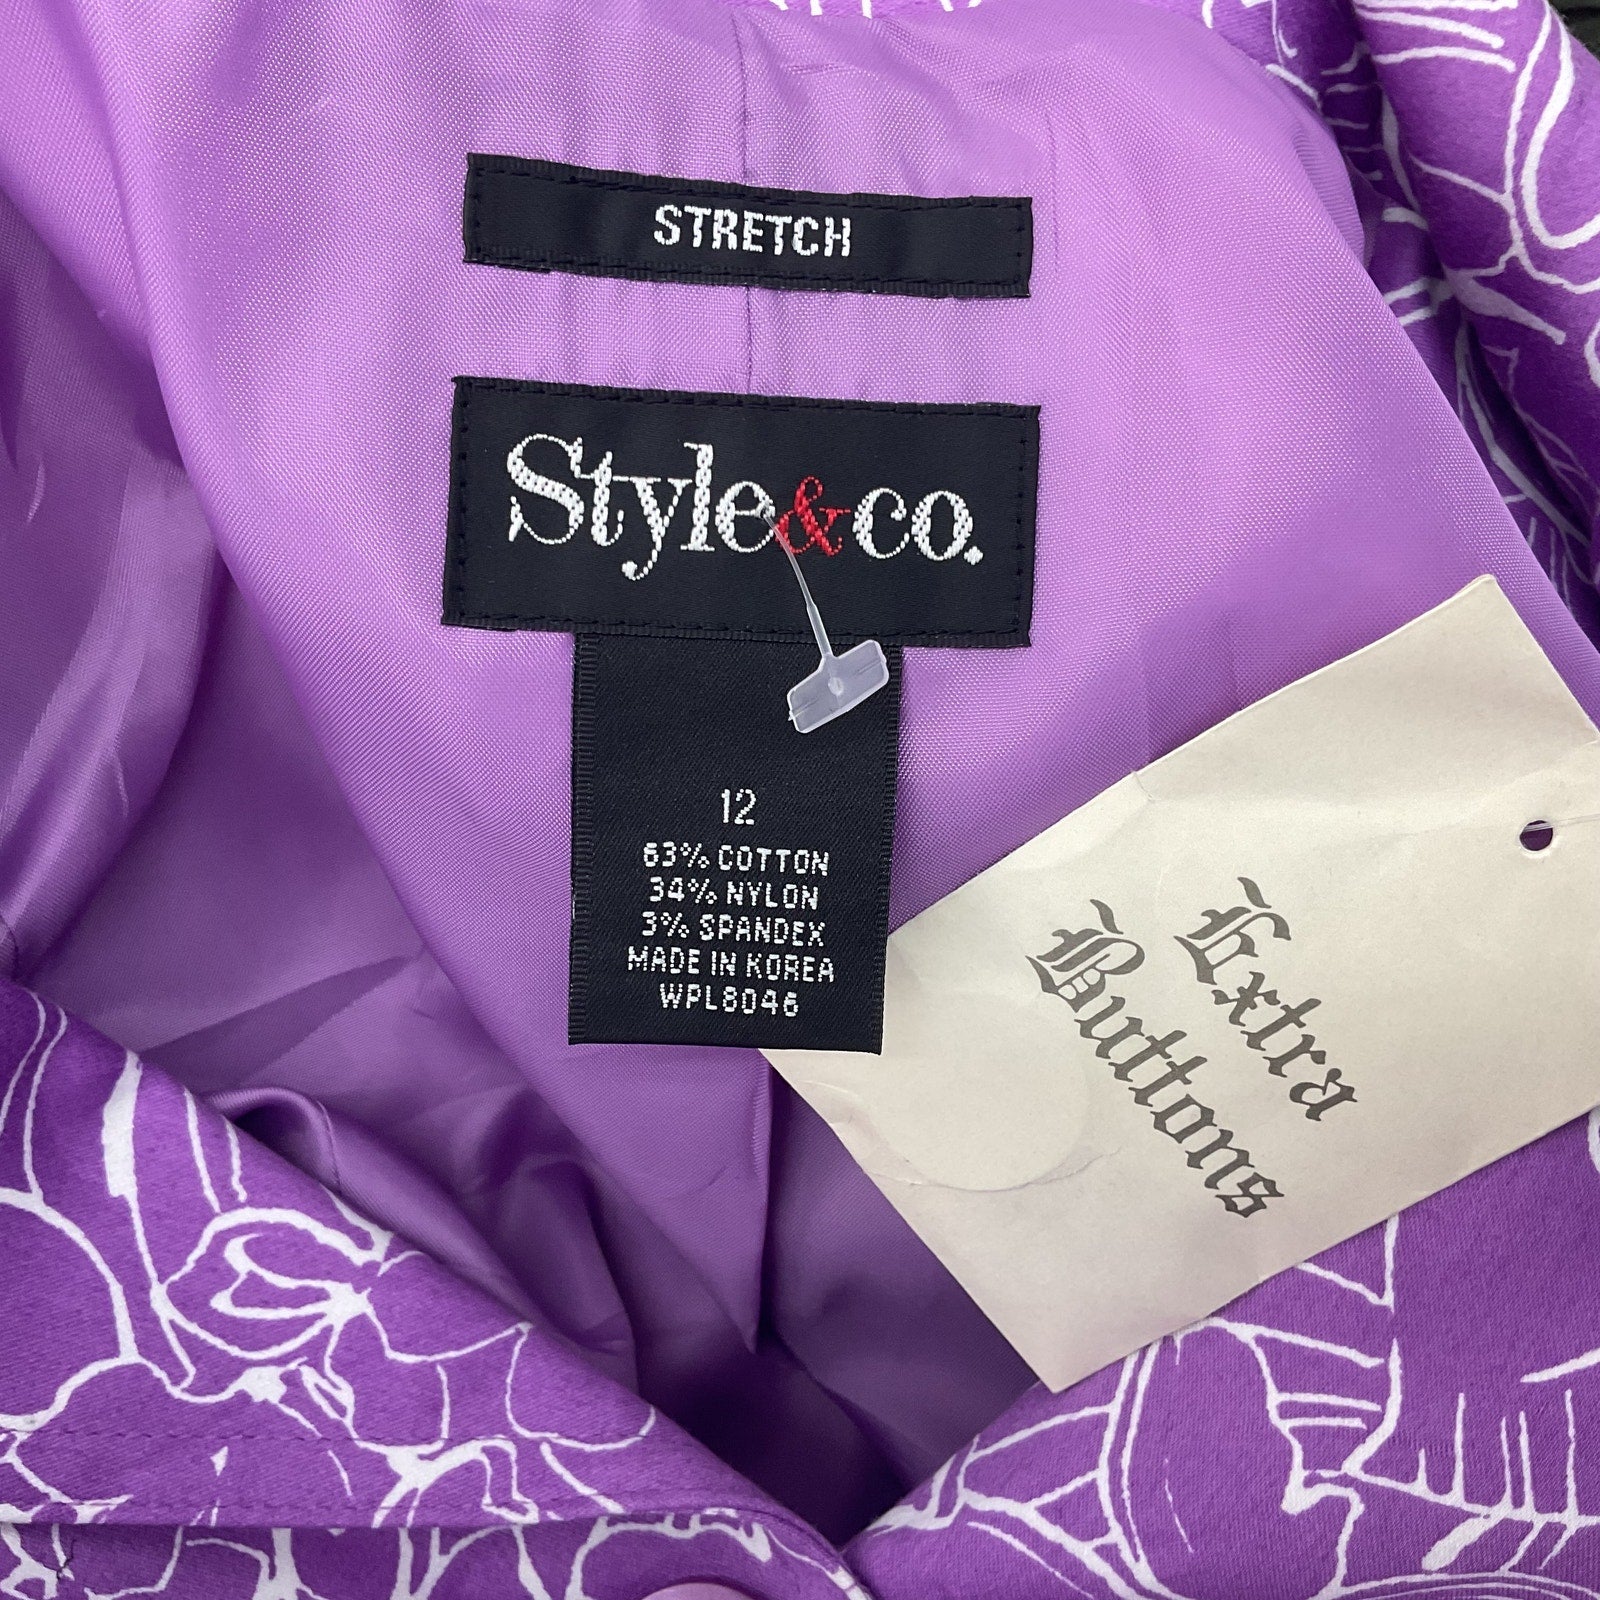 STRETCH
Style&co.
12
63% COTTON
34% NYLON
3% SPANDEX
MADE IN KOREA
WPL8046
Extra
Buttons